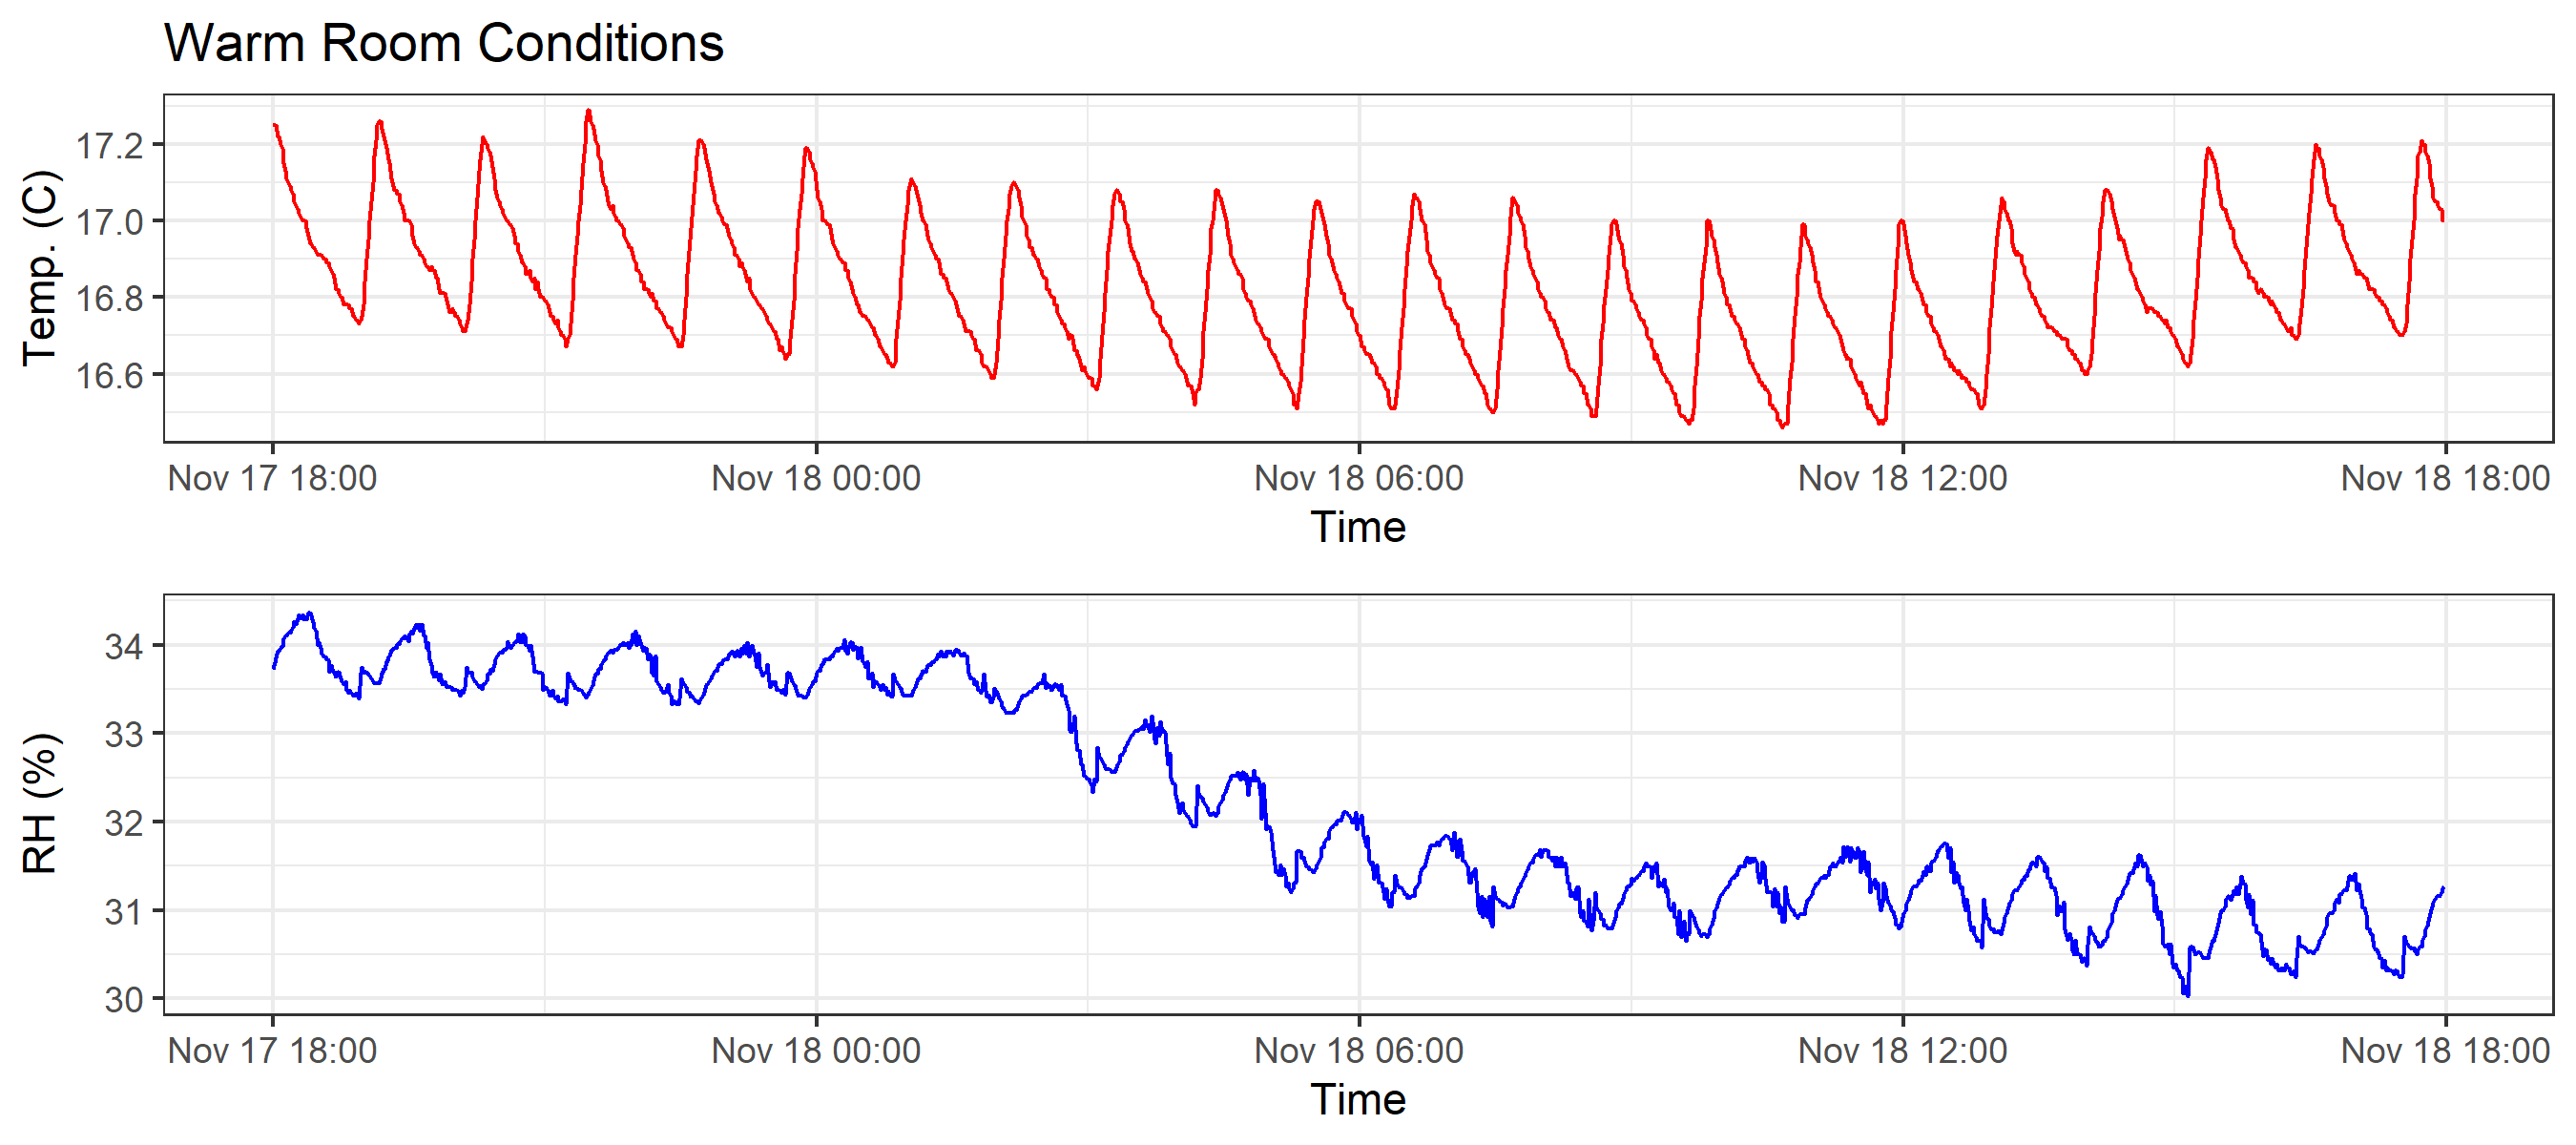 Warm Room Conditions
17.2
17.0
16.8
16.6
Temp. (C)
Nov 17 18:00 Nov 18 00:00 Nov 18 06:00 Nov 18 12:00 Nov 18 18:00
Time
34
33
32
31
30
RH (%)
Nov 17 18:00 Nov 18 00:00 Nov 18 06:00 Nov 18 12:00 Nov 18 18:00
Time